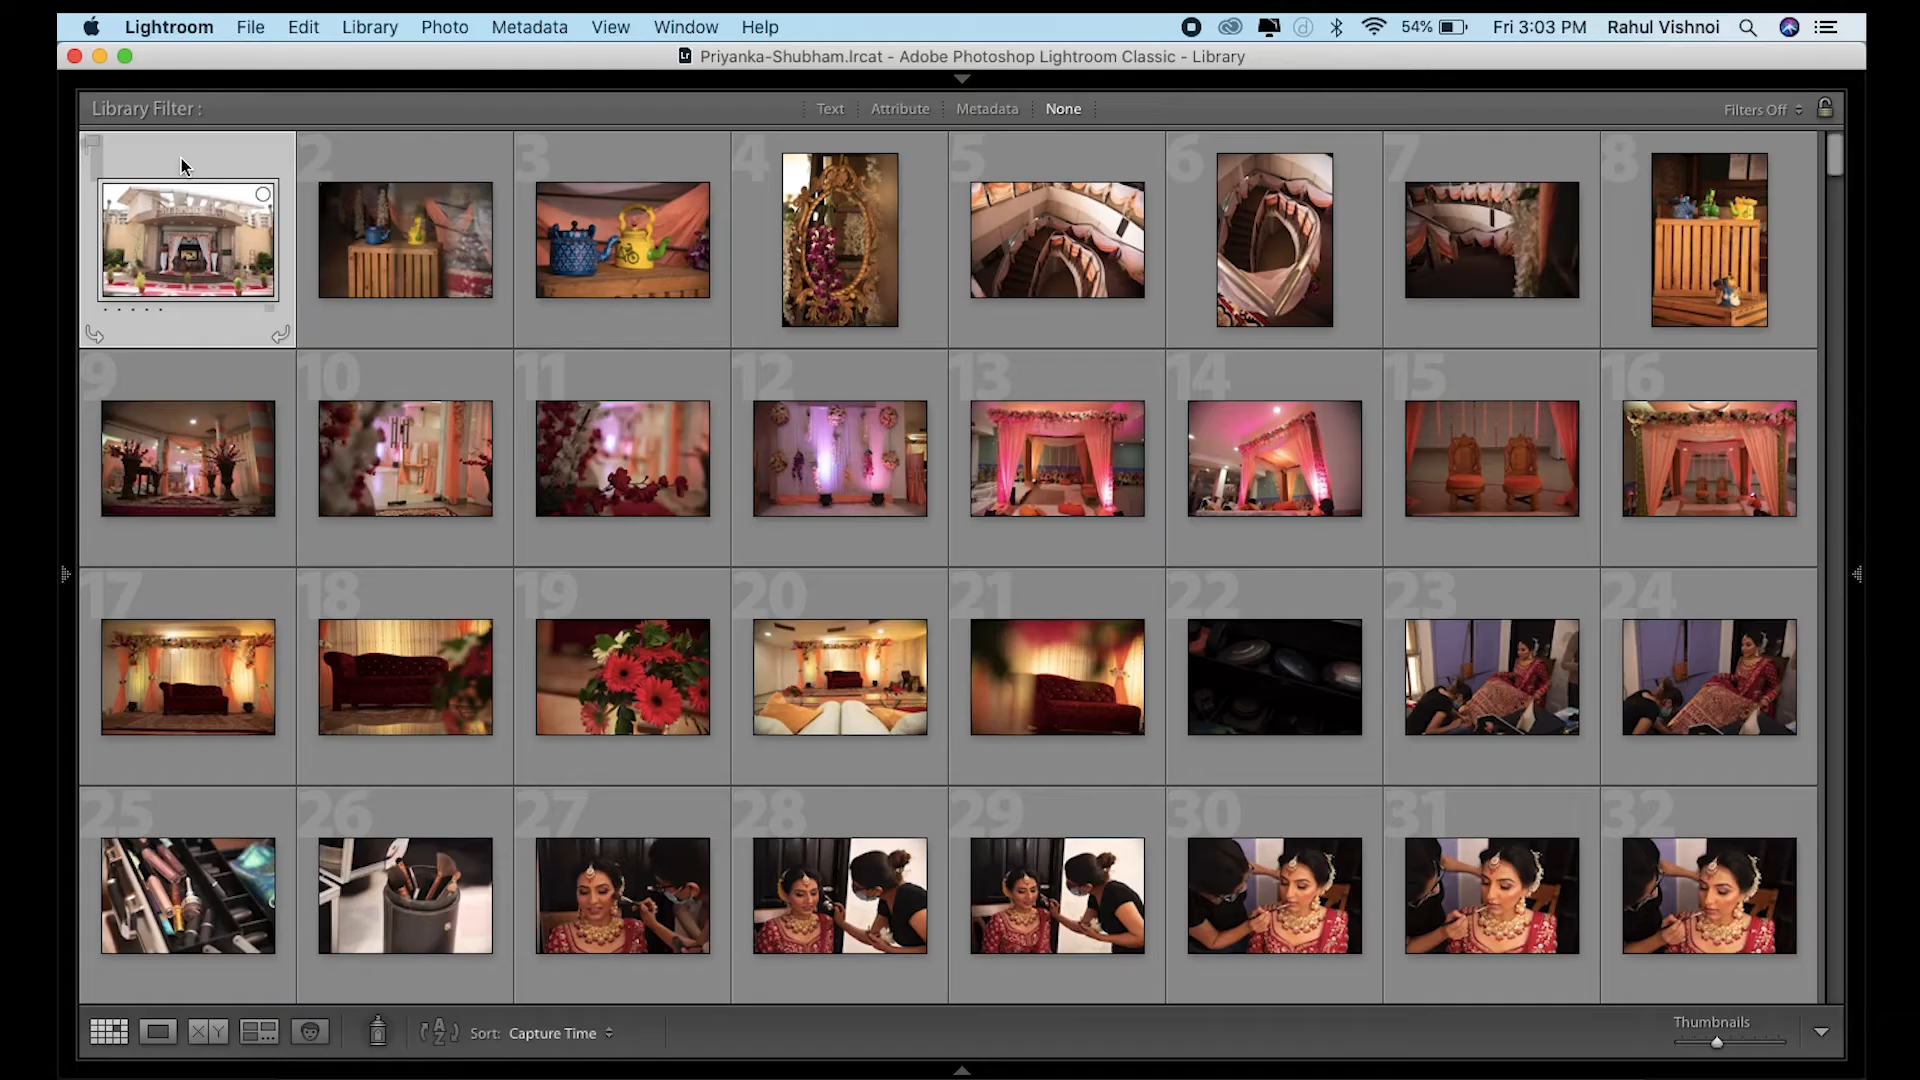 Lightroom File Edit Library Photo Metadata View Window Help 54% Fri 3:03 PM Rahul Vishnoi
Lr Priyanka-Shubham.lrcat - Adobe Photoshop Lightroom Classic - Library
Library Filter : Text Attribute Metadata None Filters Off
1 2 3 4 5 6 7 8
9 10 11 12 13 14 15 16
17 18 19 20 21 22 23 24
25 26 27 28 29 30 31 32
X Y A Z Sort: Capture Time Thumbnails